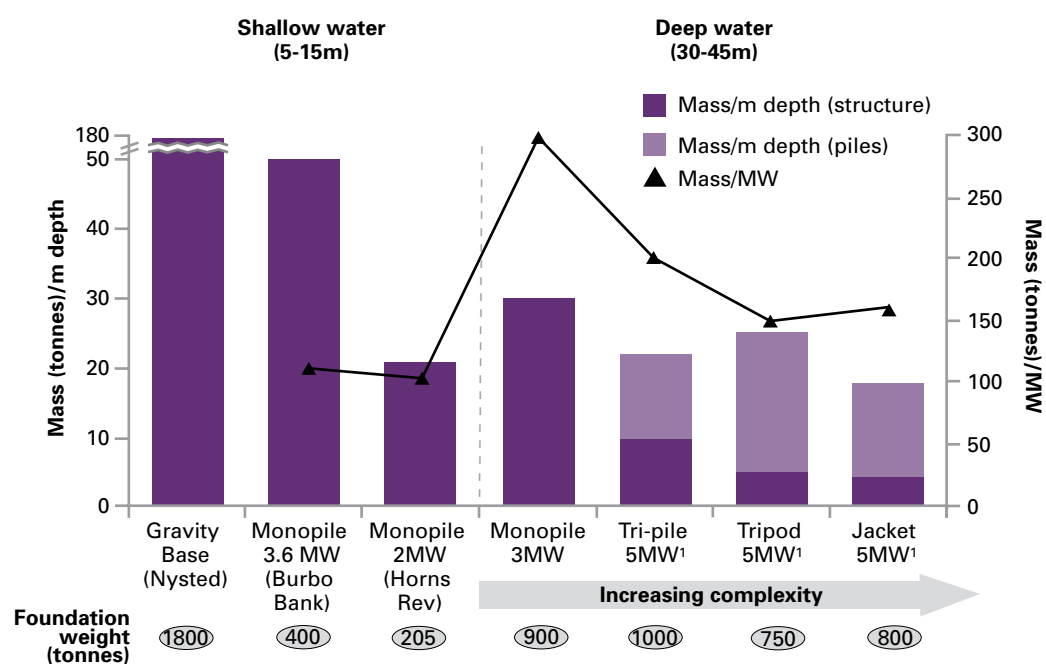 Shallow water
(5-15m)
Deep water
(30-45m)
Mass/m depth (structure)
Mass/m depth (piles)
Mass/MW
Mass (tonnes)/m depth
180
50
40
30
20
10
0
300
250
200
150
100
50
0
Mass (tonnes)/MW
Gravity
Base
(Nysted)
Monopile
3.6 MW
(Burbo
Bank)
Monopile
2MW
(Horns
Rev)
Monopile
3MW
Tri-pile
5MW¹
Tripod
5MW¹
Jacket
5MW¹
Increasing complexity
Foundation
weight
(tonnes)
1800
400
205
900
1000
750
800